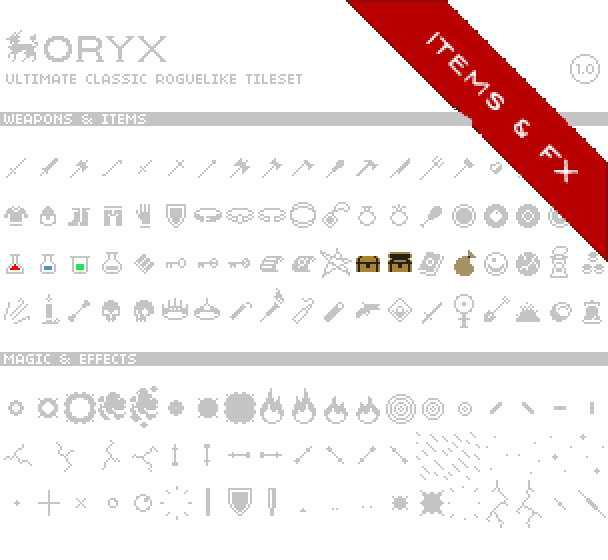 ORYX
ULTIMATE CLASSIC ROGUELIKE TILESET
1.0
ITEMS & FX
WEAPONS & ITEMS
MAGIC & EFFECTS